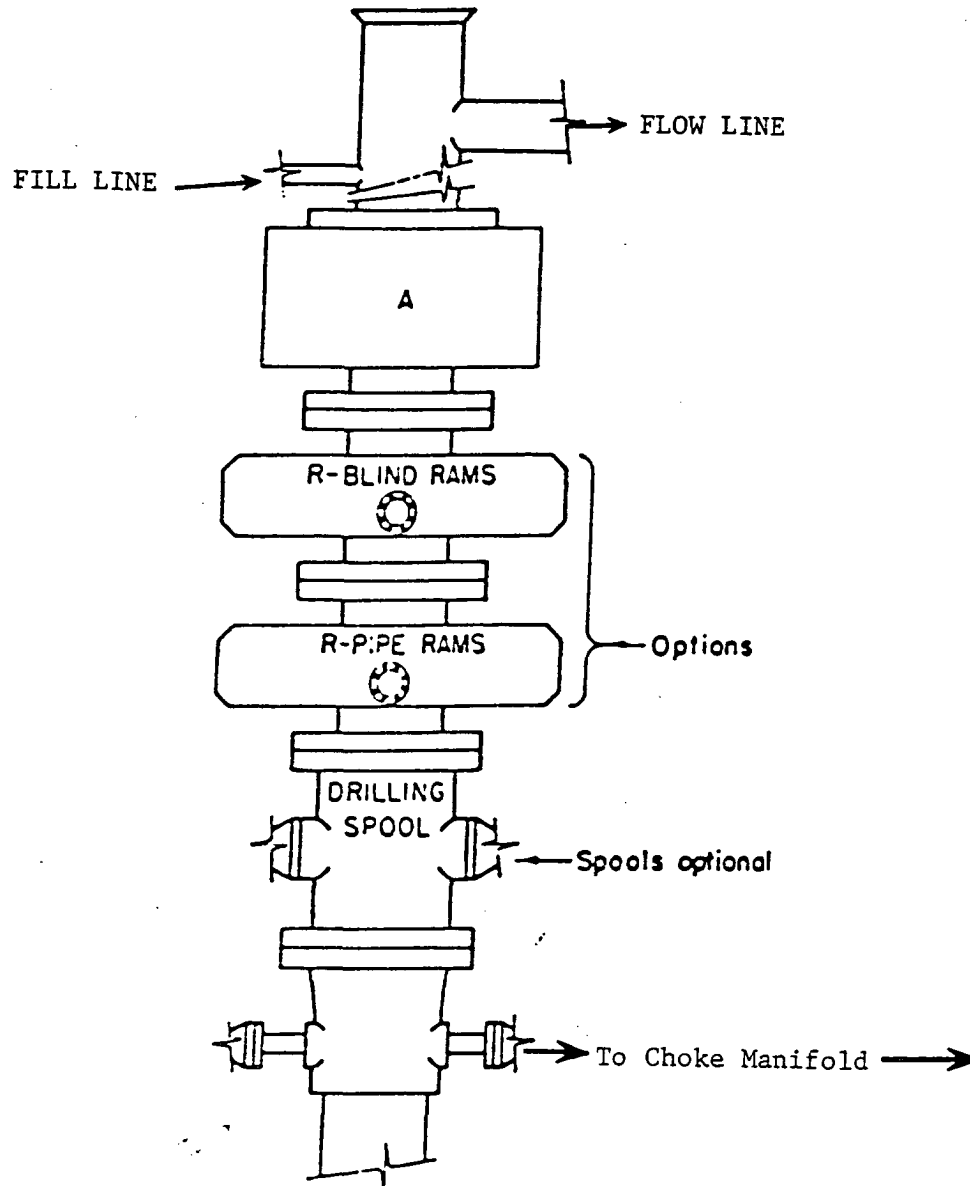 FLOW LINE
FILL LINE
A
R-BLIND RAMS
R-PIPE RAMS
Options
DRILLING
SPOOL
Spools optional
To Choke Manifold